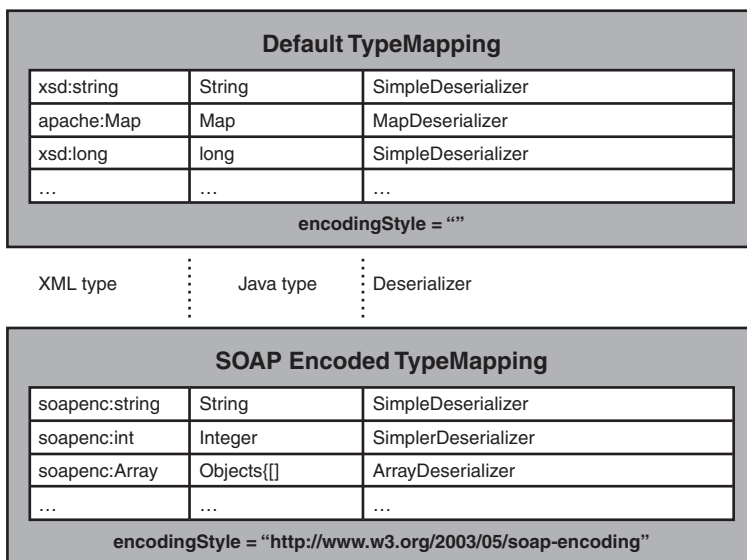 Default TypeMapping
xsd:string String SimpleDeserializer
apache:Map Map MapDeserializer
xsd:long long SimpleDeserializer
… … …
encodingStyle = “”
XML type Java type Deserializer
SOAP Encoded TypeMapping
soapenc:string String SimpleDeserializer
soapenc:int Integer SimplerDeserializer
soapenc:Array Objects{[] ArrayDeserializer
… … …
encodingStyle = “http://www.w3.org/2003/05/soap-encoding”